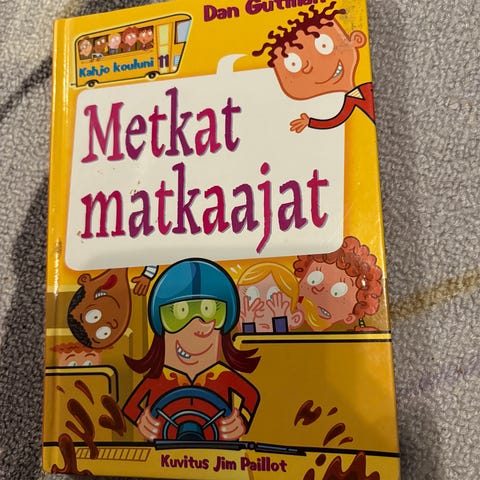 Dan Gutman
Kahjo kouluni 11
Metkat
matkaajat
Kuvitus Jim Paillot